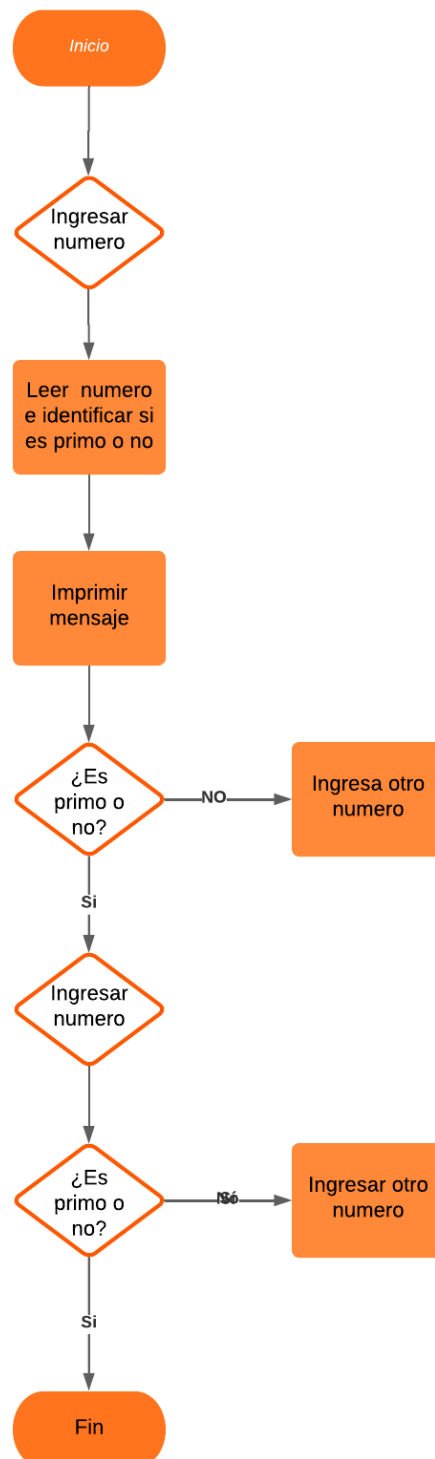 Inicio
Ingresar
numero
Leer numero
e identificar si
es primo o no
Imprimir
mensaje
¿Es
primo o
no?
NO
Ingresa otro
numero
Si
Ingresar
numero
¿Es
primo o
no?
Ingresar otro
numero
Si
Fin